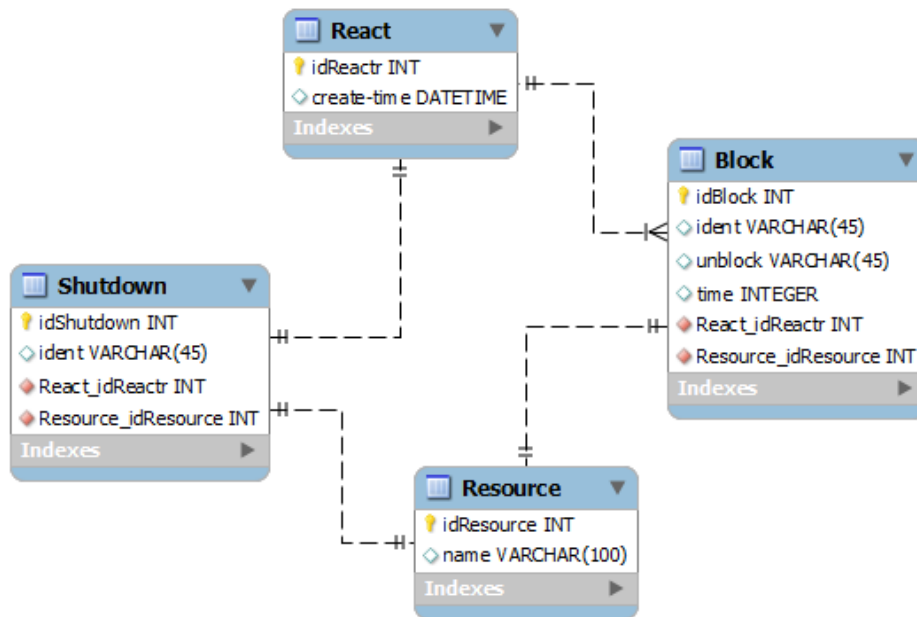 React
idReactr INT
create-time DATETIME
Indexes
Block
idBlock INT
ident VARCHAR(45)
unblock VARCHAR(45)
time INTEGER
React_idReactr INT
Resource_idResource INT
Indexes
Shutdown
idShutdown INT
ident VARCHAR(45)
React_idReactr INT
Resource_idResource INT
Indexes
Resource
idResource INT
name VARCHAR(100)
Indexes